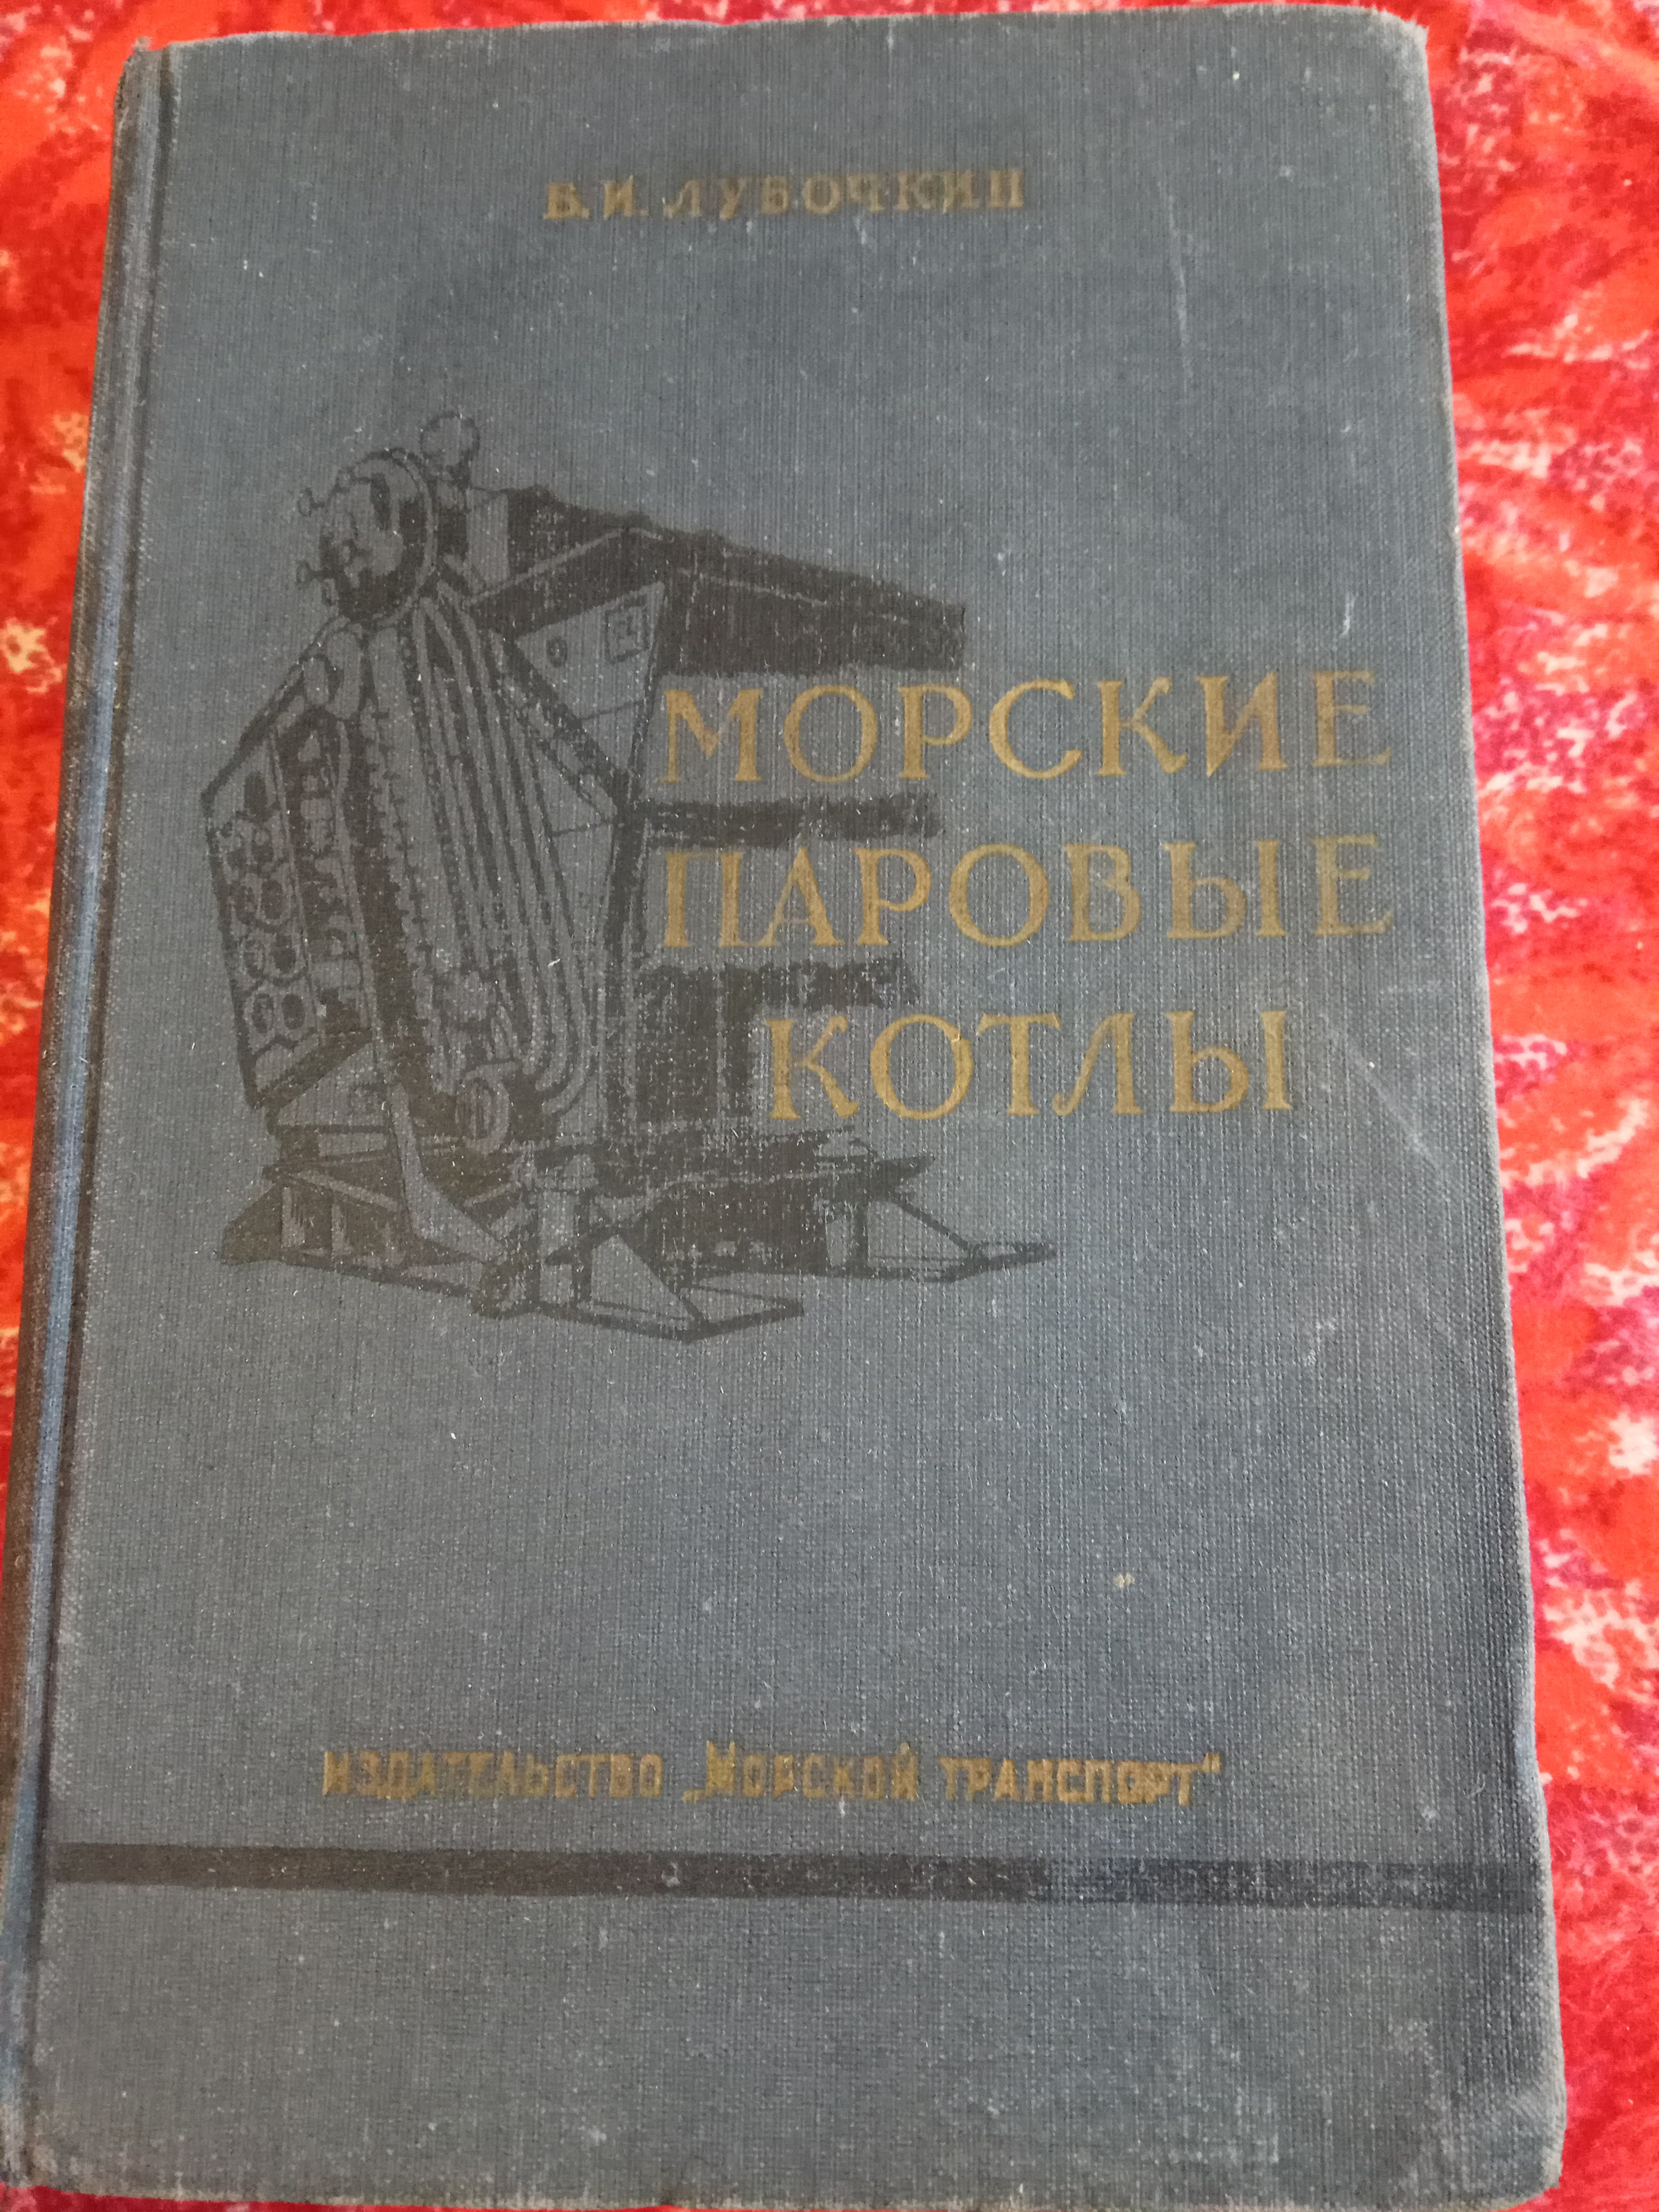 Б. И. ЛУБОЧКИН
МОРСКИЕ
ПАРОВЫЕ
КОТЛЫ
ИЗДАТЕЛЬСТВО „МОРСКОЙ ТРАНСПОРТ“